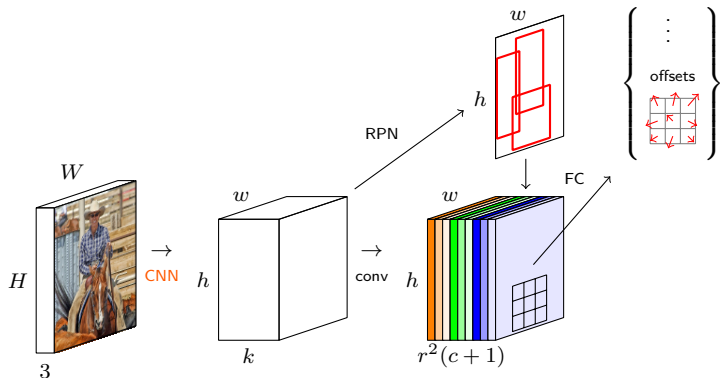 W
H
3
→
CNN
w
h
k
RPN
→
conv
w
h
w
h
r²(c + 1)
FC
⋮
offsets